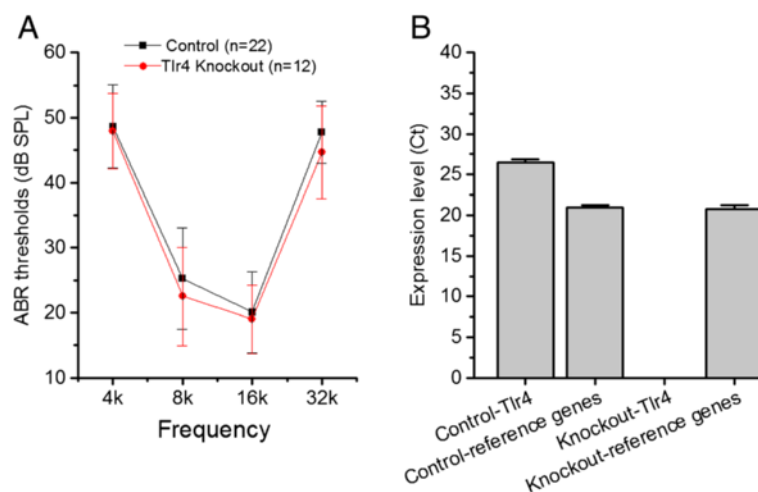 A
Control (n=22)
Tlr4 Knockout (n=12)
60
50
40
30
20
10
ABR thresholds (dB SPL)
4k 8k 16k 32k
Frequency
B
40
35
30
25
20
15
10
5
0
Expression level (Ct)
Control-Tlr4
Control-reference genes
Knockout-Tlr4
Knockout-reference genes